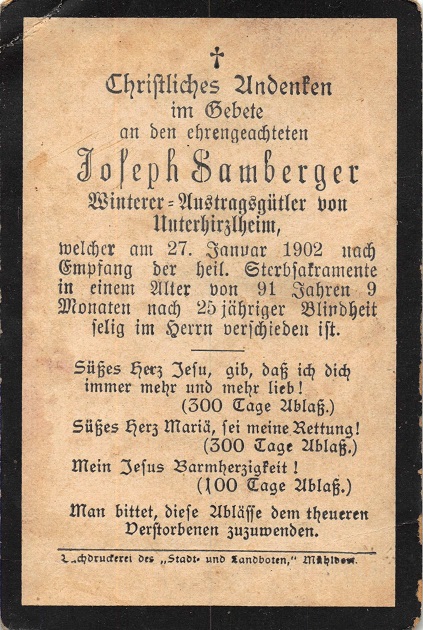 Christliches Andenken
im Gebete
an den ehrengeachteten
Joseph Samberger
Winterer-Austragsgütler von
Unterhirzlheim,
welcher am 27. Januar 1902 nach
Empfang der heil. Sterbsakramente
in einem Alter von 91 Jahren 9
Monaten nach 25 jähriger Blindheit
selig im Herrn verschieden ist.
Süßes Herz Jesu, gib, daß ich dich
immer mehr und mehr lieb!
(300 Tage Ablaß.)
Süßes Herz Mariä, sei meine Rettung!
(300 Tage Ablaß.)
Mein Jesus Barmherzigkeit!
(100 Tage Ablaß.)
Man bittet, diese Ablässe dem theueren
Verstorbenen zuzuwenden.
des „Stadt- und Landboten,"